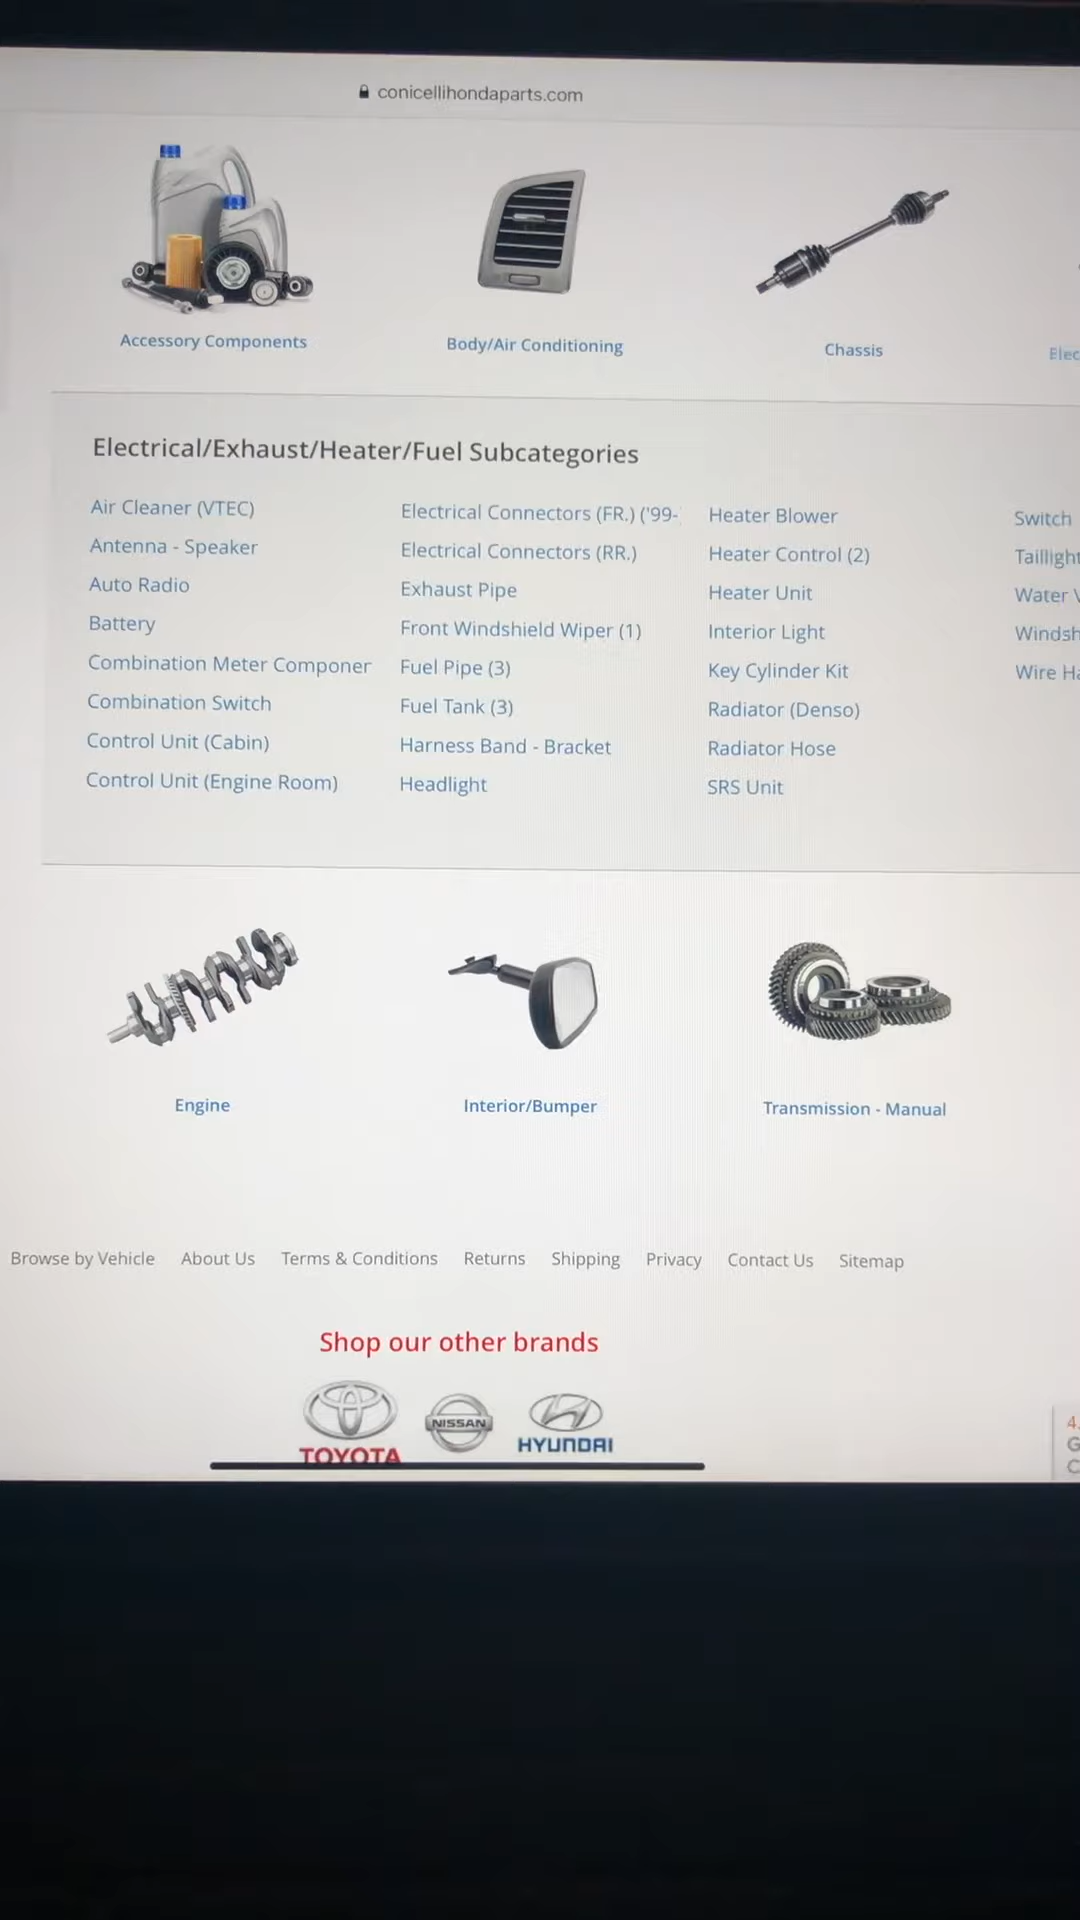 conicellihondaparts.com
Accessory Components
Body/Air Conditioning
Chassis
Electrical/Exhaust/Heater/Fuel Subcategories
Air Cleaner (VTEC)
Antenna - Speaker
Auto Radio
Battery
Combination Meter Componer
Combination Switch
Control Unit (Cabin)
Control Unit (Engine Room)
Electrical Connectors (FR.) ('99-
Electrical Connectors (RR.)
Exhaust Pipe
Front Windshield Wiper (1)
Fuel Pipe (3)
Fuel Tank (3)
Harness Band - Bracket
Headlight
Heater Blower
Heater Control (2)
Heater Unit
Interior Light
Key Cylinder Kit
Radiator (Denso)
Radiator Hose
SRS Unit
Switch
Taillight
Water
Wire
Engine
Interior/Bumper
Transmission - Manual
Browse by Vehicle About Us Terms & Conditions Returns Shipping Privacy Contact Us Sitemap
Shop our other brands
TOYOTA
NISSAN
HYUNDAI